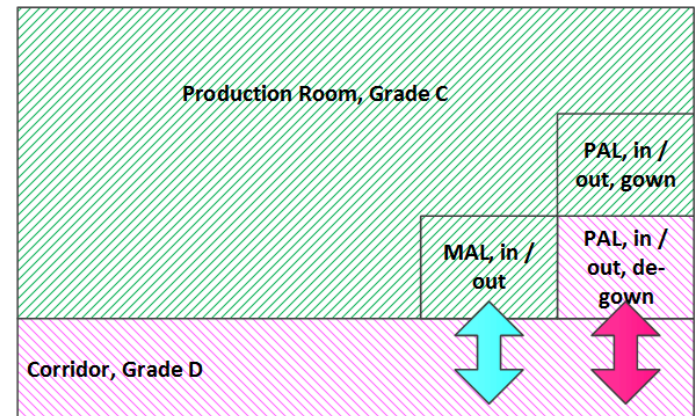 Production Room, Grade C
PAL, in /
out, gown
MAL, in /
out
PAL, in /
out, de-
gown
Corridor, Grade D